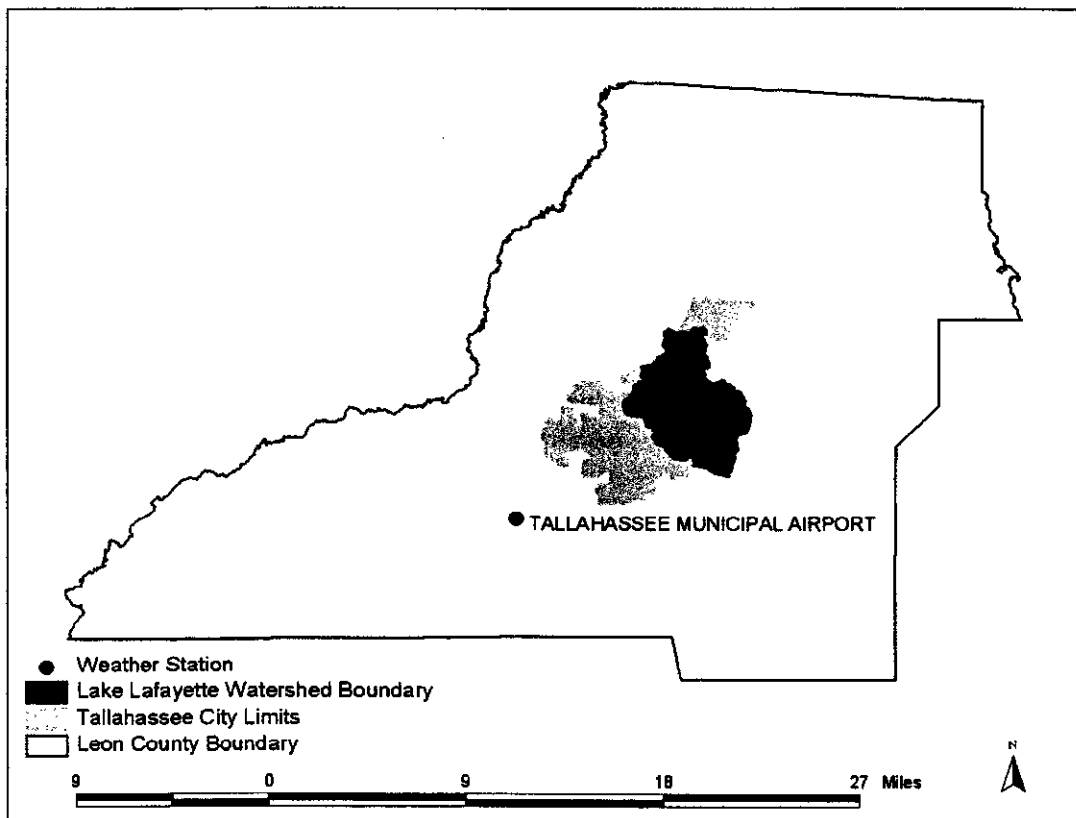 TALLAHASSEE MUNICIPAL AIRPORT
Weather Station
Lake Lafayette Watershed Boundary
Tallahassee City Limits
Leon County Boundary
N
9 0 9 18 27 Miles